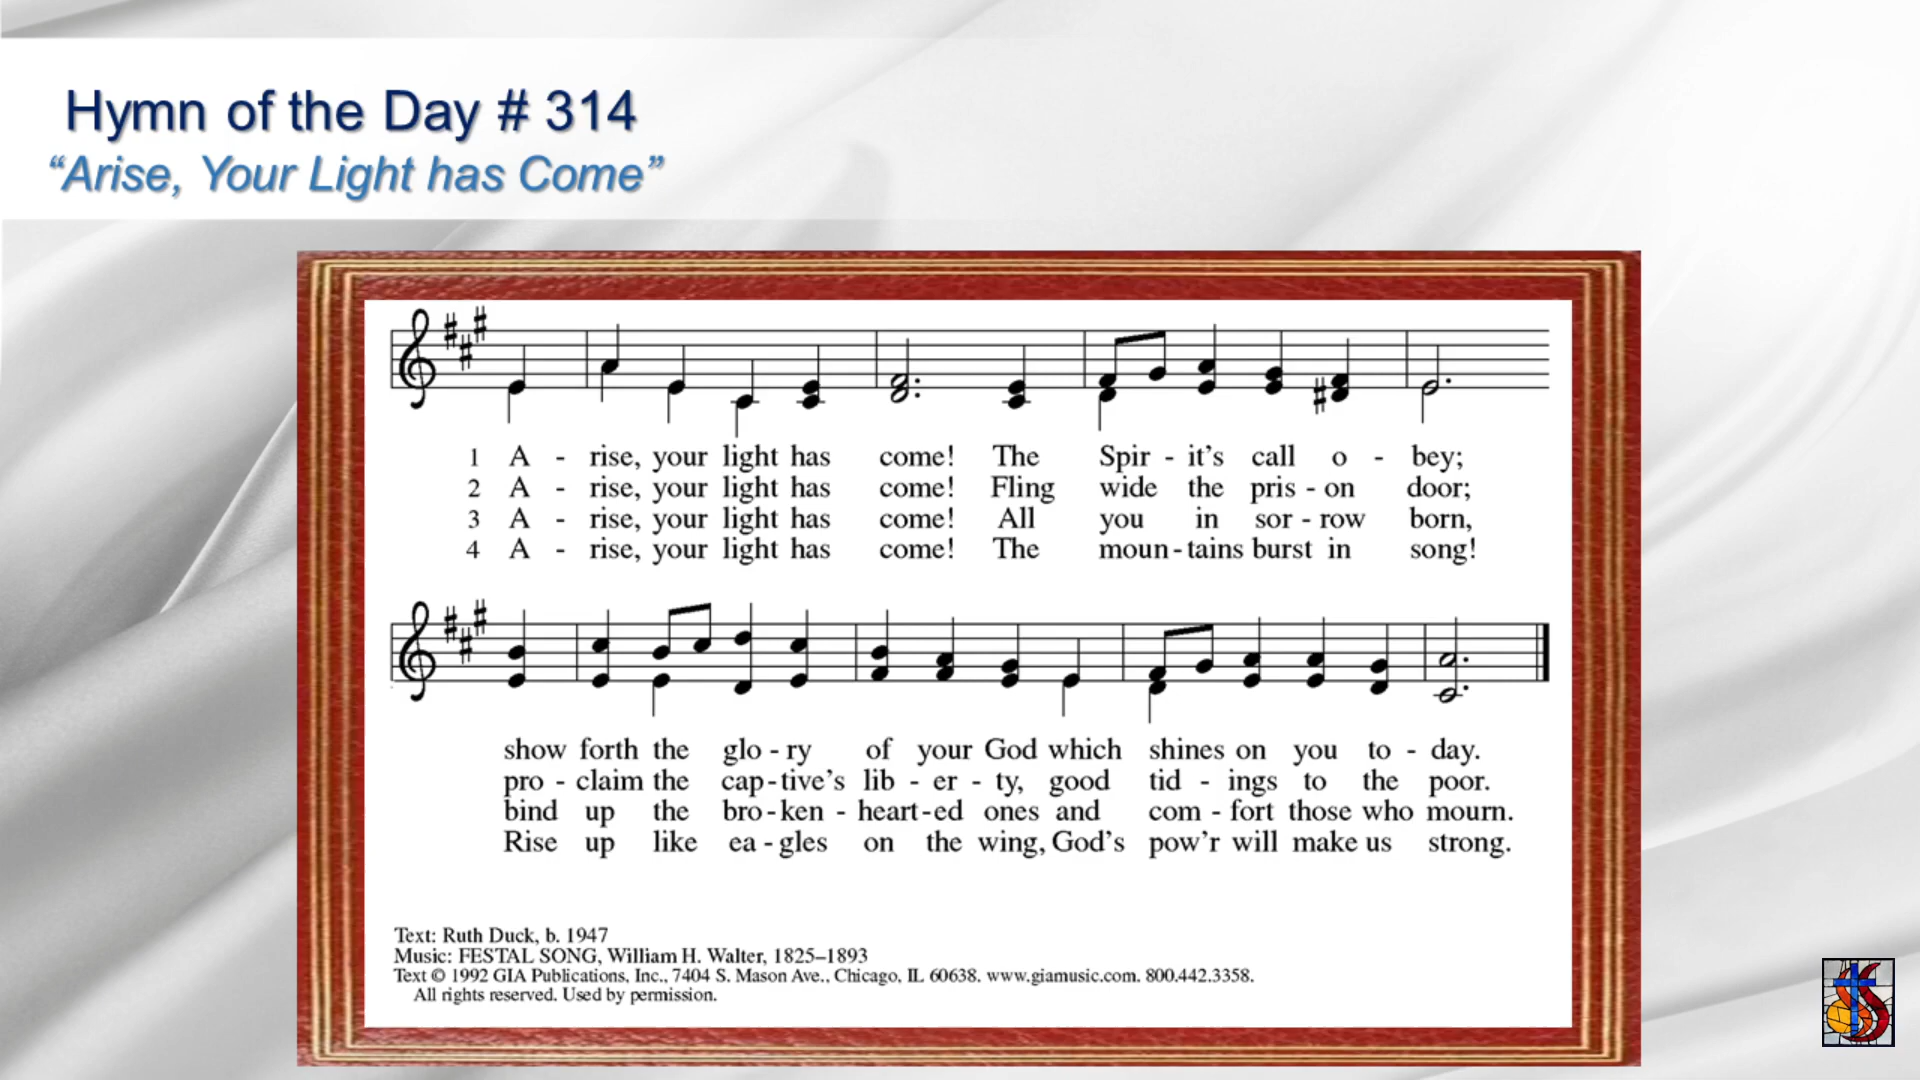 Hymn of the Day # 314
“Arise, Your Light has Come”
1 A - rise, your light has come! The Spir - it’s call o - bey;
2 A - rise, your light has come! Fling wide the pris - on door;
3 A - rise, your light has come! All you in sor - row born,
4 A - rise, your light has come! The moun - tains burst in song!
show forth the glo - ry of your God which shines on you to - day.
pro - claim the cap - tive’s lib - er - ty, good tid - ings to the poor.
bind up the bro - ken - heart - ed ones and com - fort those who mourn.
Rise up like ea - gles on the wing, God’s pow’r will make us strong.
Text: Ruth Duck, b. 1947
Music: FESTAL SONG, William H. Walter, 1825–1893
Text © 1992 GIA Publications, Inc., 7404 S. Mason Ave., Chicago, IL 60638. www.giamusic.com. 800.442.3358.
All rights reserved. Used by permission.